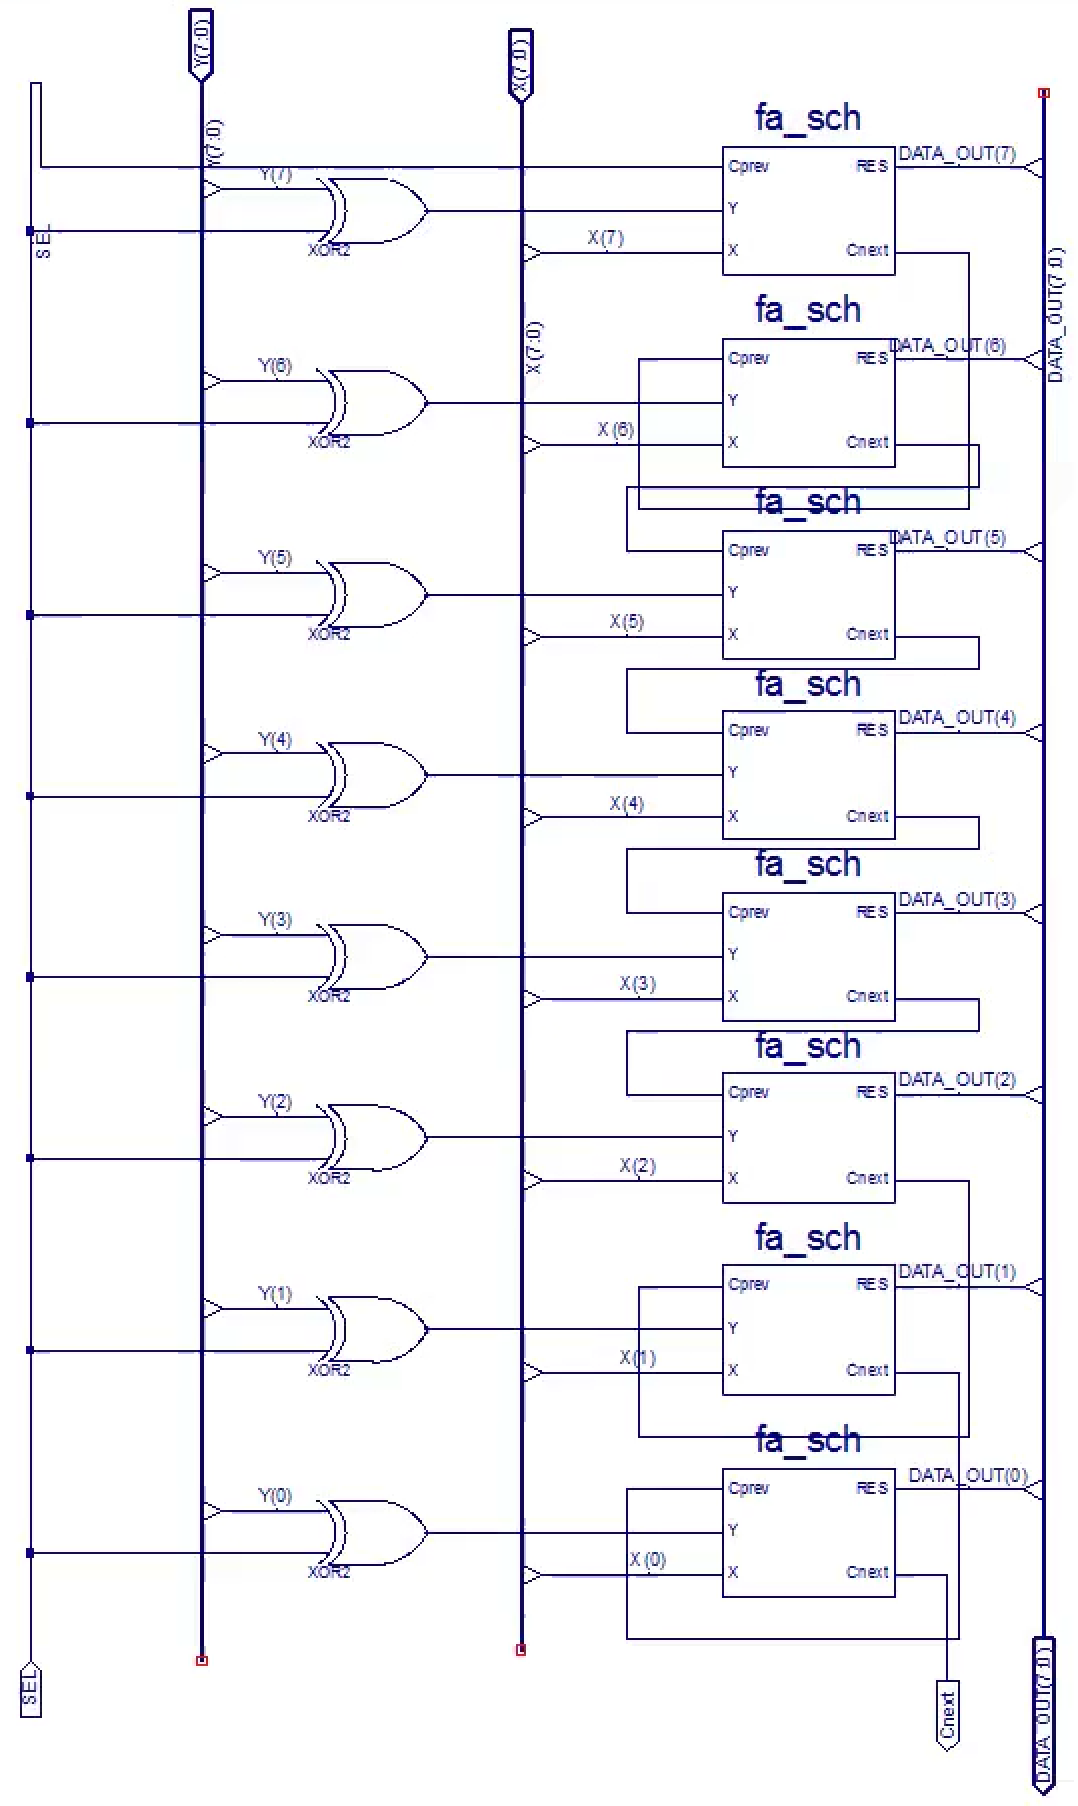 Y(7:0)
X(7:0)
Y(7:0)
fa_sch
Cprev
RES
DATA_OUT(7)
Y(7)
Y
XOR2
X(7)
X
Cnext
SEL
DATA_OUT(7:0)
X(7:0)
fa_sch
Cprev
RES
DATA_OUT(6)
Y(6)
Y
XOR2
X(6)
X
Cnext
fa_sch
Cprev
RES
DATA_OUT(5)
Y(5)
Y
XOR2
X(5)
X
Cnext
fa_sch
Cprev
RES
DATA_OUT(4)
Y(4)
Y
XOR2
X(4)
X
Cnext
fa_sch
Cprev
RES
DATA_OUT(3)
Y(3)
Y
XOR2
X(3)
X
Cnext
fa_sch
Cprev
RES
DATA_OUT(2)
Y(2)
Y
XOR2
X(2)
X
Cnext
fa_sch
Cprev
RES
DATA_OUT(1)
Y(1)
Y
XOR2
X(1)
X
Cnext
fa_sch
Cprev
RES
DATA_OUT(0)
Y(0)
Y
XOR2
X(0)
X
Cnext
SEL
Cnext
DATA_OUT(7:0)